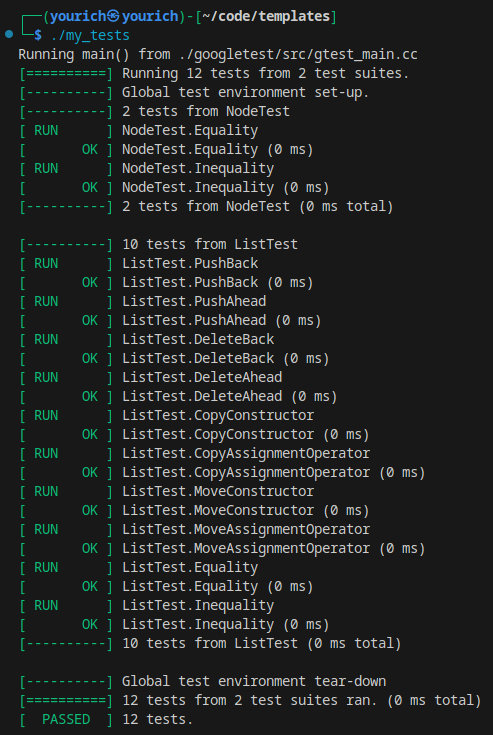 ┌──(yourich㉿yourich)-[~/code/templates]
└─$ ./my_tests
Running main() from ./googletest/src/gtest_main.cc
[==========] Running 12 tests from 2 test suites.
[----------] Global test environment set-up.
[----------] 2 tests from NodeTest
[ RUN      ] NodeTest.Equality
[       OK ] NodeTest.Equality (0 ms)
[ RUN      ] NodeTest.Inequality
[       OK ] NodeTest.Inequality (0 ms)
[----------] 2 tests from NodeTest (0 ms total)

[----------] 10 tests from ListTest
[ RUN      ] ListTest.PushBack
[       OK ] ListTest.PushBack (0 ms)
[ RUN      ] ListTest.PushAhead
[       OK ] ListTest.PushAhead (0 ms)
[ RUN      ] ListTest.DeleteBack
[       OK ] ListTest.DeleteBack (0 ms)
[ RUN      ] ListTest.DeleteAhead
[       OK ] ListTest.DeleteAhead (0 ms)
[ RUN      ] ListTest.CopyConstructor
[       OK ] ListTest.CopyConstructor (0 ms)
[ RUN      ] ListTest.CopyAssignmentOperator
[       OK ] ListTest.CopyAssignmentOperator (0 ms)
[ RUN      ] ListTest.MoveConstructor
[       OK ] ListTest.MoveConstructor (0 ms)
[ RUN      ] ListTest.MoveAssignmentOperator
[       OK ] ListTest.MoveAssignmentOperator (0 ms)
[ RUN      ] ListTest.Equality
[       OK ] ListTest.Equality (0 ms)
[ RUN      ] ListTest.Inequality
[       OK ] ListTest.Inequality (0 ms)
[----------] 10 tests from ListTest (0 ms total)

[----------] Global test environment tear-down
[==========] 12 tests from 2 test suites ran. (0 ms total)
[  PASSED  ] 12 tests.